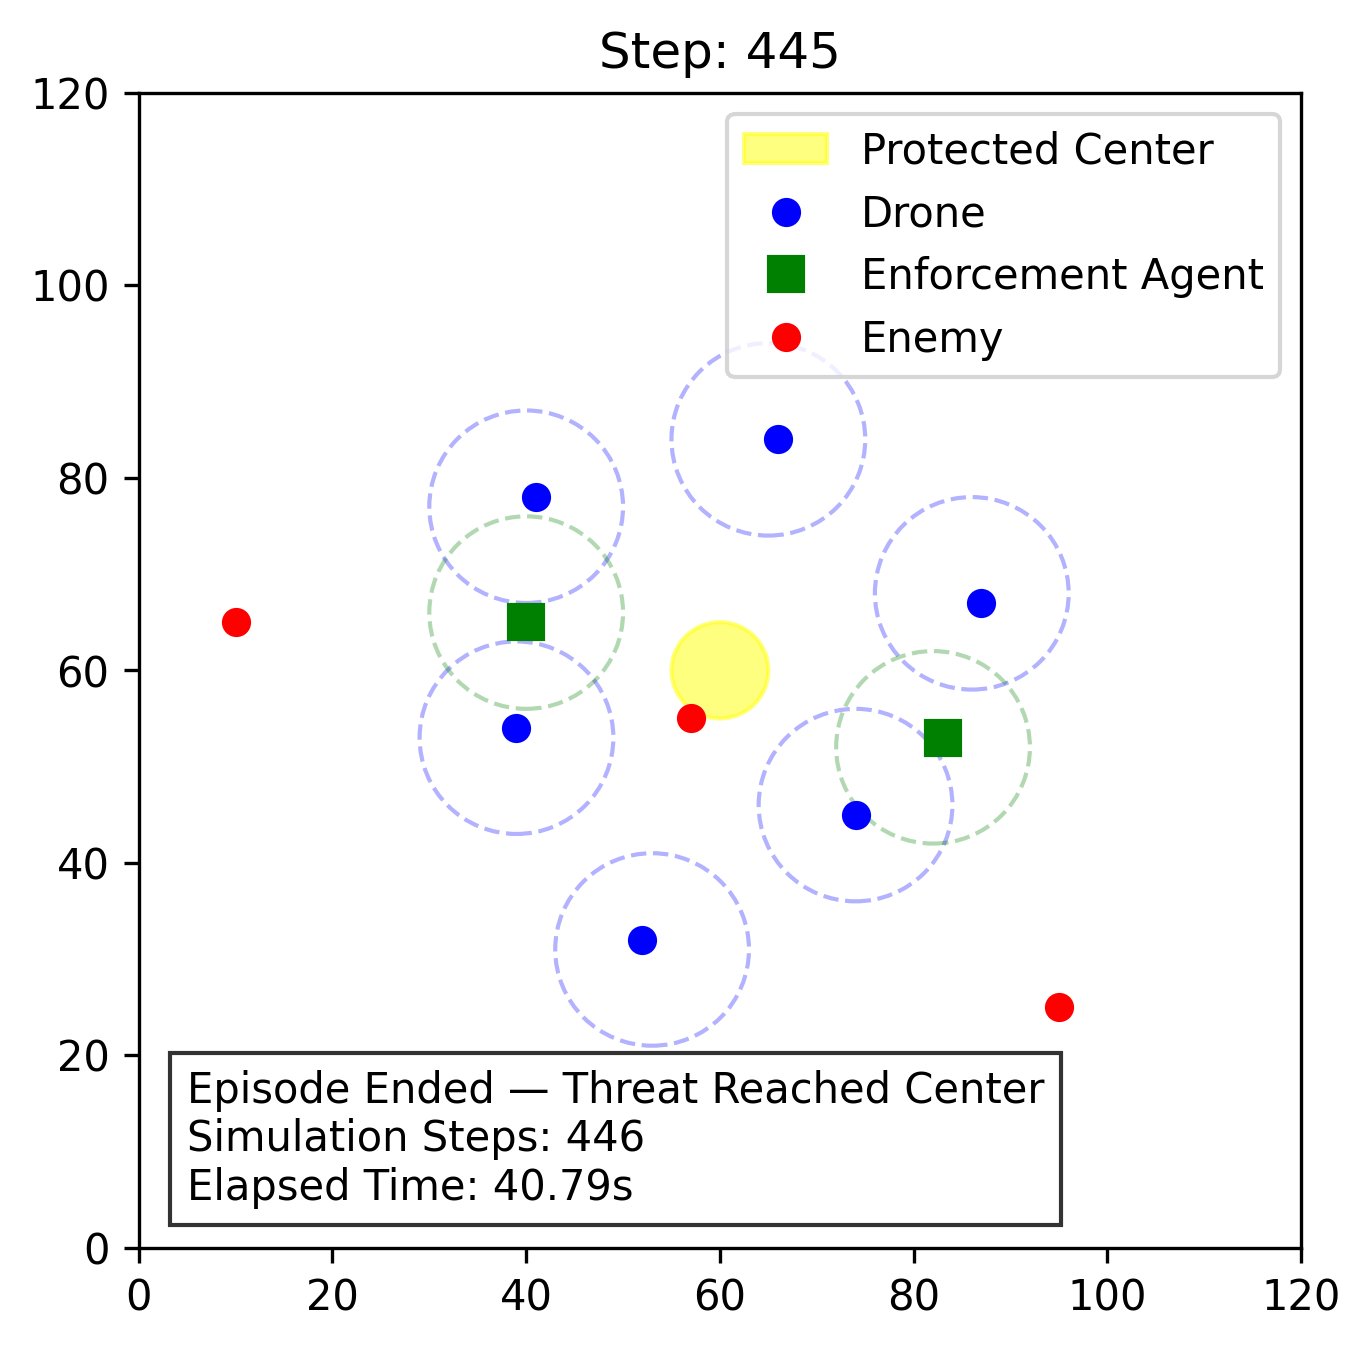 Step: 445
120
100
80
60
40
20
0
Protected Center
Drone
Enforcement Agent
Enemy
Episode Ended — Threat Reached Center
Simulation Steps: 446
Elapsed Time: 40.79s
0 20 40 60 80 100 120